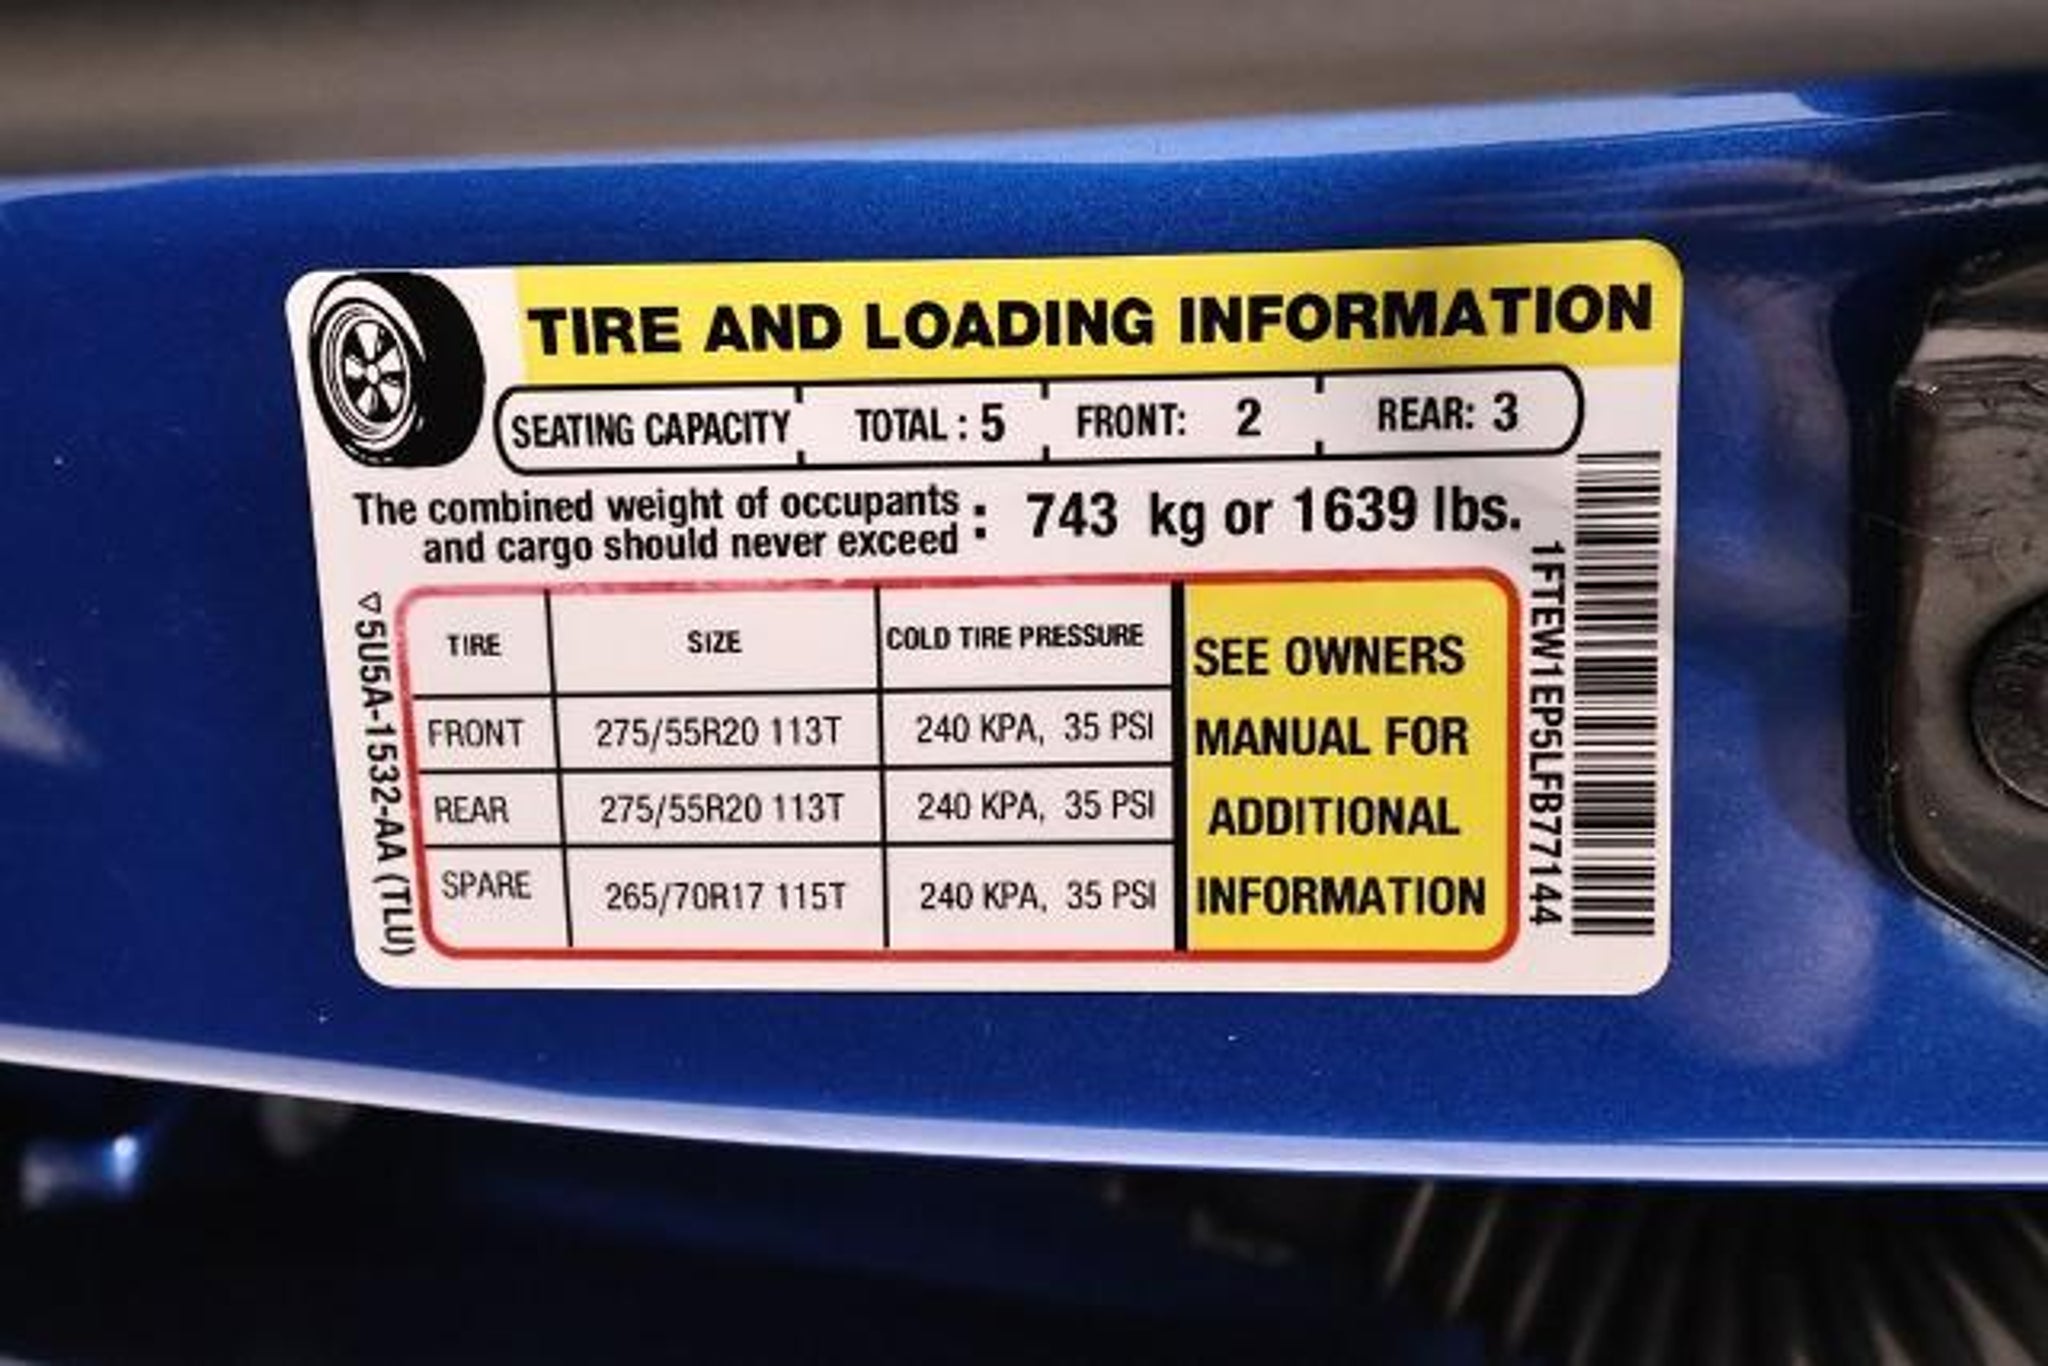 TIRE AND LOADING INFORMATION
SEATING CAPACITY TOTAL : 5 FRONT: 2 REAR: 3
The combined weight of occupants
and cargo should never exceed : 743 kg or 1639 lbs.
TIRE SIZE COLD TIRE PRESSURE
FRONT 275/55R20 113T 240 KPA, 35 PSI
REAR 275/55R20 113T 240 KPA, 35 PSI
SPARE 265/70R17 115T 240 KPA, 35 PSI
SEE OWNERS
MANUAL FOR
ADDITIONAL
INFORMATION
5U5A-1532-AA (TLU)
1FTEW1EP5LFB77144